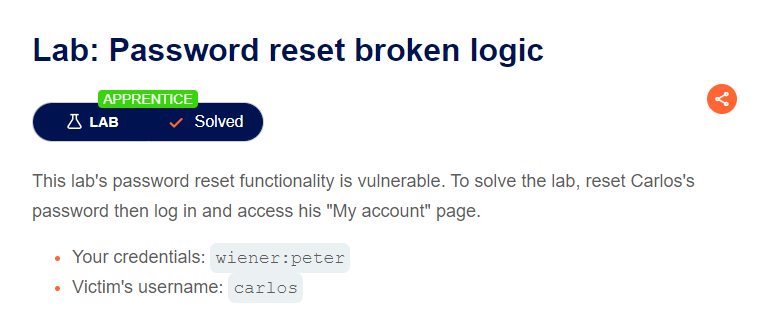 Lab: Password reset broken logic
APPRENTICE
LAB Solved
This lab's password reset functionality is vulnerable. To solve the lab, reset Carlos's
password then log in and access his "My account" page.
• Your credentials: wiener:peter
• Victim's username: carlos